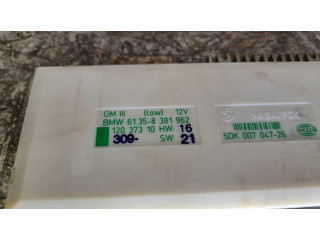 GM III (low) 12V
BMW 61.35-8 381 962
120 373 10 HW: 16
309- SW 21
5DK 007 047-26
HELLA